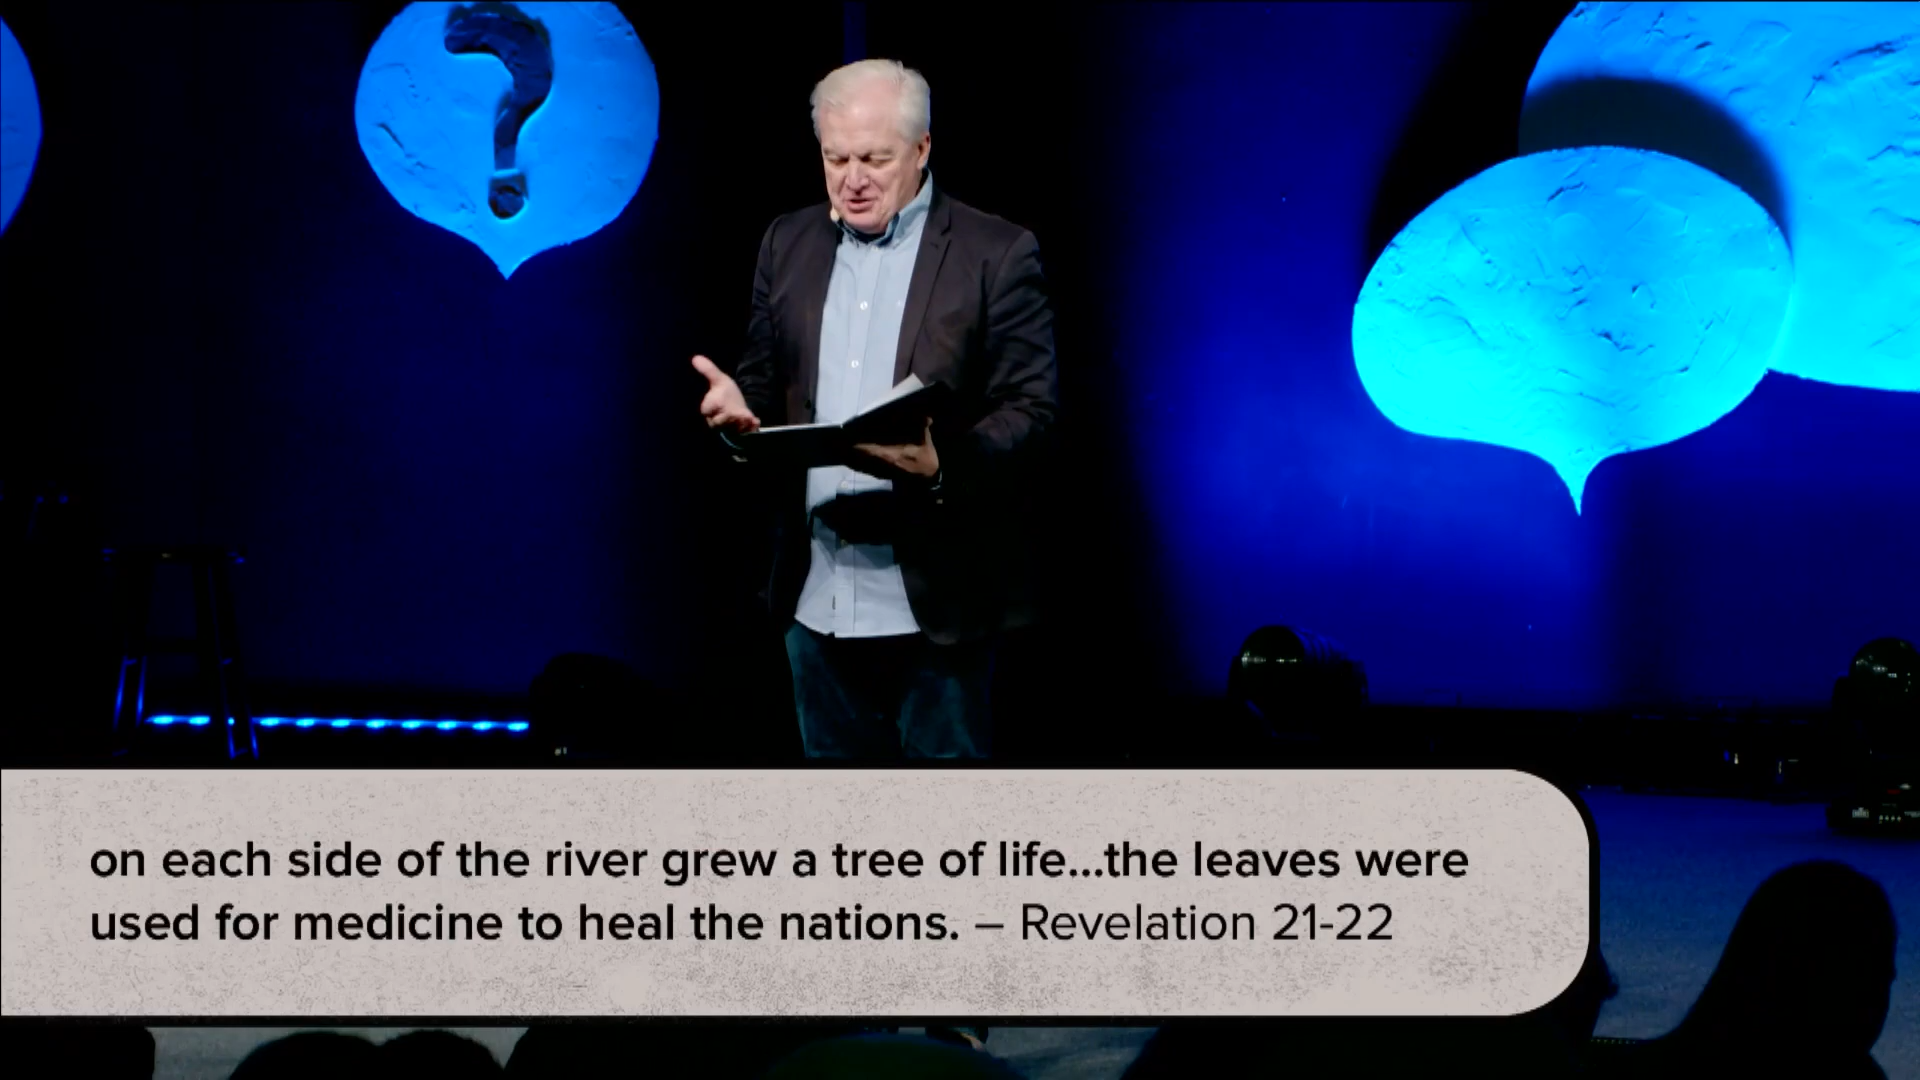 ?
on each side of the river grew a tree of life...the leaves were
used for medicine to heal the nations. – Revelation 21-22